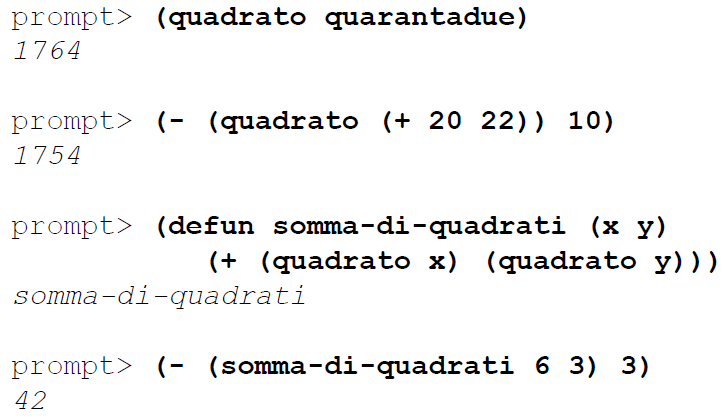 prompt> (quadrato quarantadue)
1764
prompt> (- (quadrato (+ 20 22)) 10)
1754
prompt> (defun somma-di-quadrati (x y)
(+ (quadrato x) (quadrato y)))
somma-di-quadrati
prompt> (- (somma-di-quadrati 6 3) 3)
42